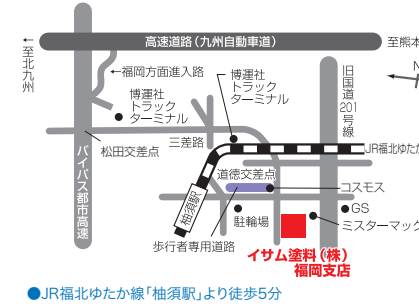 高速道路（九州自動車道）
←至北九州
至熊本
N
←福岡方面進入路
博運社
トラック
ターミナル
博運社
トラック
ターミナル
旧国道201号線
三差路
松田交差点
バイパス都市高速
JR福北ゆたか
道徳交差点
柚須駅
コスモス
駐輪場
GS
ミスターマック
歩行者専用道路
イサム塗料（株）
福岡支店
●JR福北ゆたか線「柚須駅」より徒歩5分